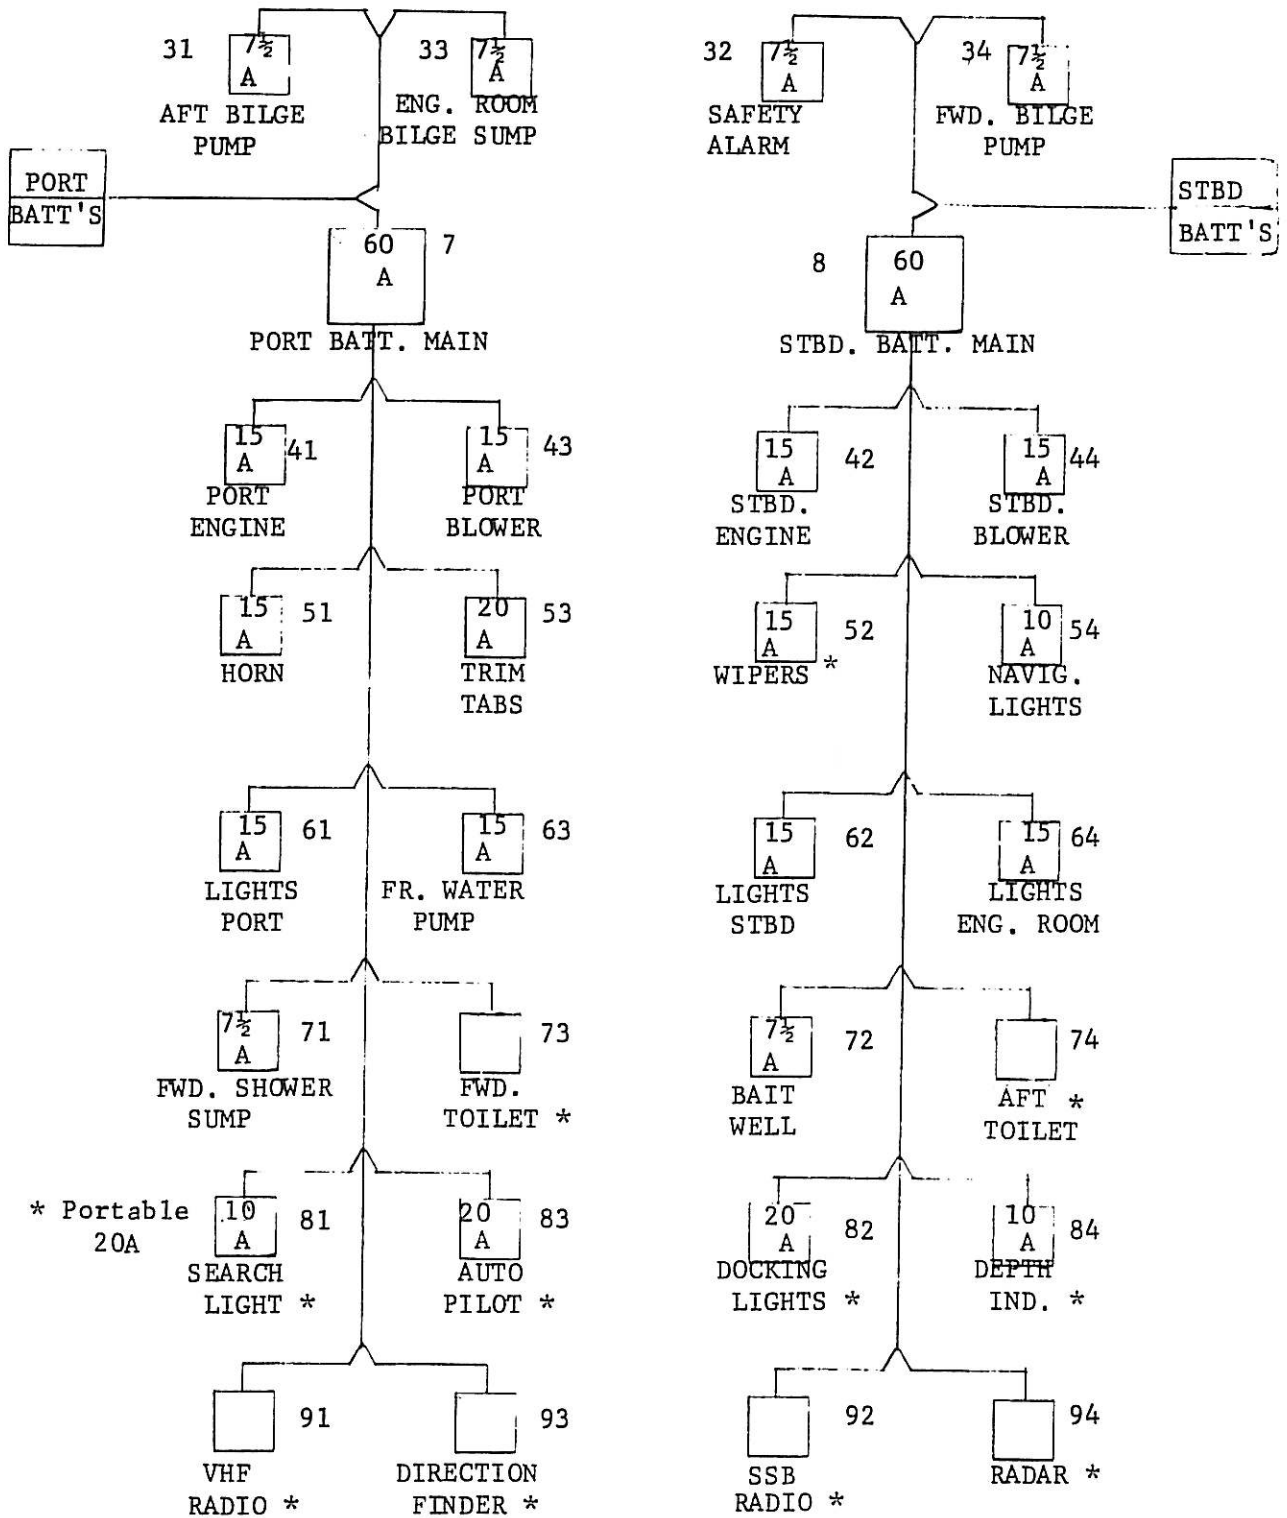 31 7½ A
AFT BILGE
PUMP
33 7½ A
ENG. ROOM
BILGE SUMP
32 7½ A
SAFETY
ALARM
34 7½ A
FWD. BILGE
PUMP
PORT
BATT'S
STBD
BATT'S
60 A 7
PORT BATT. MAIN
8 60 A
STBD. BATT. MAIN
15 A 41
PORT
ENGINE
15 A 43
PORT
BLOWER
15 A 42
STBD.
ENGINE
15 A 44
STBD.
BLOWER
15 A 51
HORN
20 A 53
TRIM
TABS
15 A 52
WIPERS *
10 A 54
NAVIG.
LIGHTS
15 A 61
LIGHTS
PORT
15 A 63
FR. WATER
PUMP
15 A 62
LIGHTS
STBD
15 A 64
LIGHTS
ENG. ROOM
7½ A 71
FWD. SHOWER
SUMP
73
FWD.
TOILET *
7½ A 72
BAIT
WELL
74
AFT *
TOILET
* Portable
20A
10 A 81
SEARCH
LIGHT *
20 A 83
AUTO
PILOT *
20 A 82
DOCKING
LIGHTS *
10 A 84
DEPTH
IND. *
91
VHF
RADIO *
93
DIRECTION
FINDER *
92
SSB
RADIO *
94
RADAR *